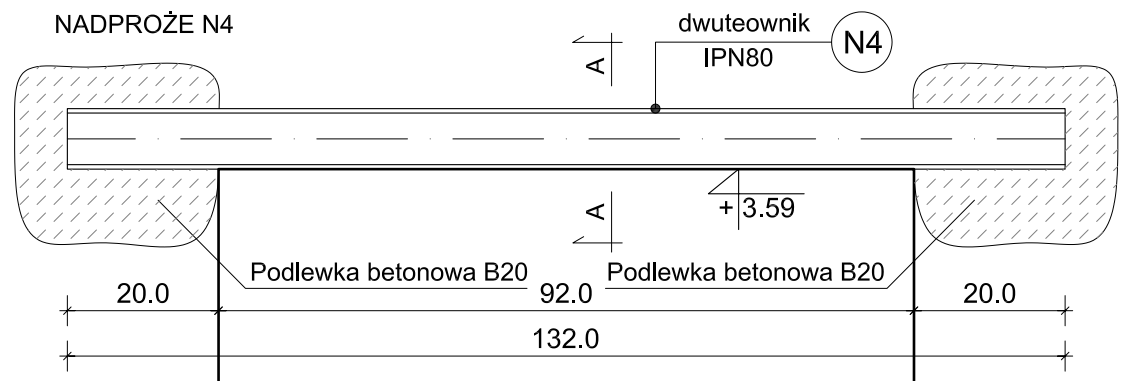 NADPROŻE N4
dwuteownik
IPN80
N4
A
A
+ 3.59
Podlewka betonowa B20
Podlewka betonowa B20
20.0
92.0
20.0
132.0